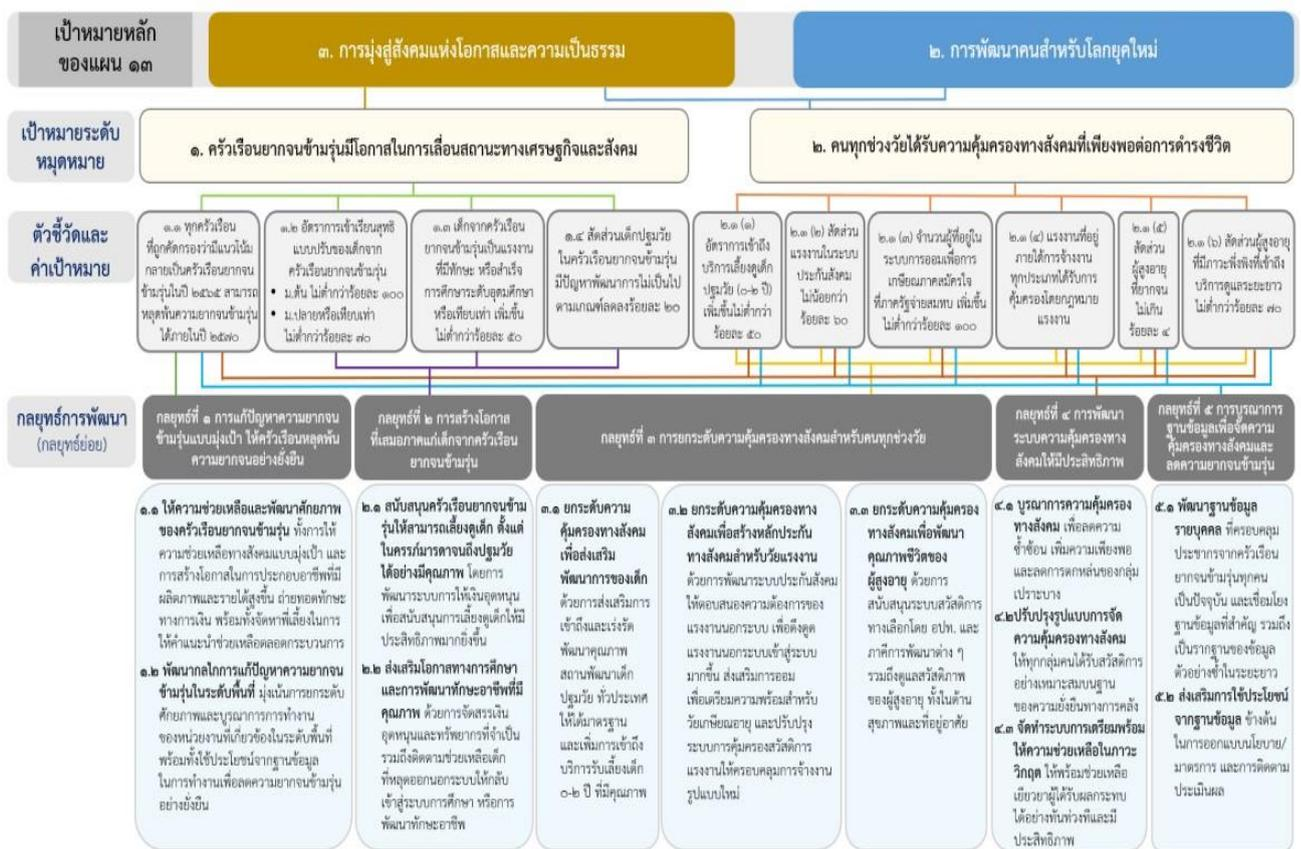 เป้าหมายหลัก
ของแผน ๑๓
๓. การมุ่งสู่สังคมแห่งโอกาสและความเป็นธรรม
๒. การพัฒนาคนสำหรับโลกยุคใหม่
เป้าหมายระดับ
หมุดหมาย
๑. ครัวเรือนยากจนข้ามรุ่นมีโอกาสในการเลื่อนสถานะทางเศรษฐกิจและสังคม
๒. คนทุกช่วงวัยได้รับความคุ้มครองทางสังคมที่เพียงพอต่อการดำรงชีวิต
ตัวชี้วัดและ
ค่าเป้าหมาย
๑.๑ ทุกครัวเรือน
ที่ถูกคัดกรองว่ามีแนวโน้ม
กลายเป็นครัวเรือนยากจน
ข้ามรุ่นในปี ๒๕๖๕ สามารถ
หลุดพ้นความยากจนข้ามรุ่น
ได้ภายในปี ๒๕๗๐
๑.๒ อัตราการเข้าเรียนสุทธิ
แบบปรับของเด็กจาก
ครัวเรือนยากจนข้ามรุ่น
• ม.ต้น ไม่ต่ำกว่าร้อยละ ๑๐๐
• ม.ปลายหรือเทียบเท่า
ไม่ต่ำกว่าร้อยละ ๗๐
๑.๓ เด็กจากครัวเรือน
ยากจนข้ามรุ่นเป็นแรงงาน
ที่มีทักษะ หรือสำเร็จ
การศึกษาระดับอุดมศึกษา
หรือเทียบเท่า เพิ่มขึ้น
ไม่ต่ำกว่าร้อยละ ๕๐
๑.๔ สัดส่วนเด็กปฐมวัย
ในครัวเรือนยากจนข้ามรุ่น
มีปัญหาพัฒนาการไม่เป็นไป
ตามเกณฑ์ลดลงร้อยละ ๒๐
๒.๑ (๑)
อัตราการเข้าถึง
บริการเลี้ยงดูเด็ก
ปฐมวัย (๐-๒ ปี)
เพิ่มขึ้นไม่ต่ำกว่า
ร้อยละ ๕๐
๒.๑ (๒) สัดส่วน
แรงงานในระบบ
ประกันสังคม
ไม่น้อยกว่า
ร้อยละ ๖๐
๒.๑ (๓) จำนวนผู้ที่อยู่ใน
ระบบการออมเพื่อการ
เกษียณภาคสมัครใจ
ที่ภาครัฐจ่ายสมทบ เพิ่มขึ้น
ไม่ต่ำกว่าร้อยละ ๑๐๐
๒.๑ (๔) แรงงานที่อยู่
ภายใต้การจ้างงาน
ทุกประเภทได้รับการ
คุ้มครองโดยกฎหมาย
แรงงาน
๒.๑ (๕)
สัดส่วน
ผู้สูงอายุ
ที่ยากจน
ไม่เกิน
ร้อยละ ๔
๒.๑ (๖) สัดส่วนผู้สูงอายุ
ที่มีภาวะพึ่งพิงที่เข้าถึง
บริการดูแลระยะยาว
ไม่ต่ำกว่าร้อยละ ๗๐
กลยุทธ์การพัฒนา
(กลยุทธ์ย่อย)
กลยุทธ์ที่ ๑ การแก้ปัญหาความยากจน
ข้ามรุ่นแบบมุ่งเป้า ให้ครัวเรือนหลุดพ้น
ความยากจนอย่างยั่งยืน
กลยุทธ์ที่ ๒ การสร้างโอกาส
ที่เสมอภาคแก่เด็กจากครัวเรือน
ยากจนข้ามรุ่น
กลยุทธ์ที่ ๓ การยกระดับความคุ้มครองทางสังคมสำหรับคนทุกช่วงวัย
กลยุทธ์ที่ ๔ การพัฒนา
ระบบความคุ้มครองทาง
สังคมให้มีประสิทธิภาพ
กลยุทธ์ที่ ๕ การบูรณาการ
ฐานข้อมูลเพื่อจัดความ
คุ้มครองทางสังคมและ
ลดความยากจนข้ามรุ่น
๑.๑ ให้ความช่วยเหลือและพัฒนาศักยภาพ
ของครัวเรือนยากจนข้ามรุ่น ทั้งการให้
ความช่วยเหลือทางสังคมแบบมุ่งเป้า และ
การสร้างโอกาสในการประกอบอาชีพที่มี
ผลิตภาพและรายได้สูงขึ้น ถ่ายทอดทักษะ
ทางการเงิน พร้อมทั้งจัดหาพี่เลี้ยงในการ
ให้คำแนะนำช่วยเหลือตลอดกระบวนการ
๑.๒ พัฒนากลไกการแก้ปัญหาความยากจน
ข้ามรุ่นในระดับพื้นที่ มุ่งเน้นการยกระดับ
ศักยภาพและบูรณาการการทำงาน
ของหน่วยงานที่เกี่ยวข้องในระดับพื้นที่
พร้อมทั้งใช้ประโยชน์จากฐานข้อมูล
ในการทำงานเพื่อลดความยากจนข้ามรุ่น
อย่างยั่งยืน
๒.๑ สนับสนุนครัวเรือนยากจนข้าม
รุ่นให้สามารถเลี้ยงดูเด็ก ตั้งแต่
ในครรภ์มารดาจนถึงปฐมวัย
ได้อย่างมีคุณภาพ โดยการ
พัฒนาระบบการให้เงินอุดหนุน
เพื่อสนับสนุนการเลี้ยงดูเด็กให้มี
ประสิทธิภาพมากยิ่งขึ้น
๒.๒ ส่งเสริมโอกาสทางการศึกษา
และการพัฒนาทักษะอาชีพที่มี
คุณภาพ ด้วยการจัดสรรเงิน
อุดหนุนและทรัพยากรที่จำเป็น
รวมถึงติดตามช่วยเหลือเด็ก
ที่หลุดออกนอกระบบให้กลับ
เข้าสู่ระบบการศึกษา หรือการ
พัฒนาทักษะอาชีพ
๓.๑ ยกระดับความ
คุ้มครองทางสังคม
เพื่อส่งเสริม
พัฒนาการของเด็ก
ด้วยการส่งเสริมการ
เข้าถึงและเร่งรัด
พัฒนาคุณภาพ
สถานพัฒนาเด็ก
ปฐมวัย ทั่วประเทศ
ให้ได้มาตรฐาน
และเพิ่มการเข้าถึง
บริการรับเลี้ยงเด็ก
๐-๒ ปี ที่มีคุณภาพ
๓.๒ ยกระดับความคุ้มครองทาง
สังคมเพื่อสร้างหลักประกัน
ทางสังคมสำหรับวัยแรงงาน
ด้วยการพัฒนาระบบประกันสังคม
ให้ตอบสนองความต้องการของ
แรงงานนอกระบบ เพื่อดึงดูด
แรงงานนอกระบบเข้าสู่ระบบ
มากขึ้น ส่งเสริมการออม
เพื่อเตรียมความพร้อมสำหรับ
วัยเกษียณอายุ และปรับปรุง
ระบบการคุ้มครองสวัสดิการ
แรงงานให้ครอบคลุมการจ้างงาน
รูปแบบใหม่
๓.๓ ยกระดับความคุ้มครอง
ทางสังคมเพื่อพัฒนา
คุณภาพชีวิตของ
ผู้สูงอายุ ด้วยการ
สนับสนุนระบบสวัสดิการ
ทางเลือกโดย อปท. และ
ภาคีการพัฒนาต่าง ๆ
รวมถึงดูแลสวัสดิภาพ
ของผู้สูงอายุ ทั้งในด้าน
สุขภาพและที่อยู่อาศัย
๔.๑ บูรณาการความคุ้มครอง
ทางสังคม เพื่อลดความ
ซ้ำซ้อน เพิ่มความเพียงพอ
และลดการตกหล่นของกลุ่ม
เปราะบาง
๔.๒ปรับปรุงรูปแบบการจัด
ความคุ้มครองทางสังคม
ให้ทุกกลุ่มคนได้รับสวัสดิการ
อย่างเหมาะสมบนฐาน
ของความยั่งยืนทางการคลัง
๔.๓ จัดทำระบบการเตรียมพร้อม
ให้ความช่วยเหลือในภาวะ
วิกฤต ให้พร้อมช่วยเหลือ
เยียวยาผู้ได้รับผลกระทบ
ได้อย่างทันท่วงทีและมี
ประสิทธิภาพ
๕.๑ พัฒนาฐานข้อมูล
รายบุคคล ที่ครอบคลุม
ประชากรจากครัวเรือน
ยากจนข้ามรุ่นทุกคน
เป็นปัจจุบัน และเชื่อมโยง
ฐานข้อมูลที่สำคัญ รวมถึง
เป็นรากฐานของข้อมูล
ตัวอย่างซ้ำในระยะยาว
๕.๒ ส่งเสริมการใช้ประโยชน์
จากฐานข้อมูล ข้างต้น
ในการออกแบบนโยบาย/
มาตรการ และการติดตาม
ประเมินผล